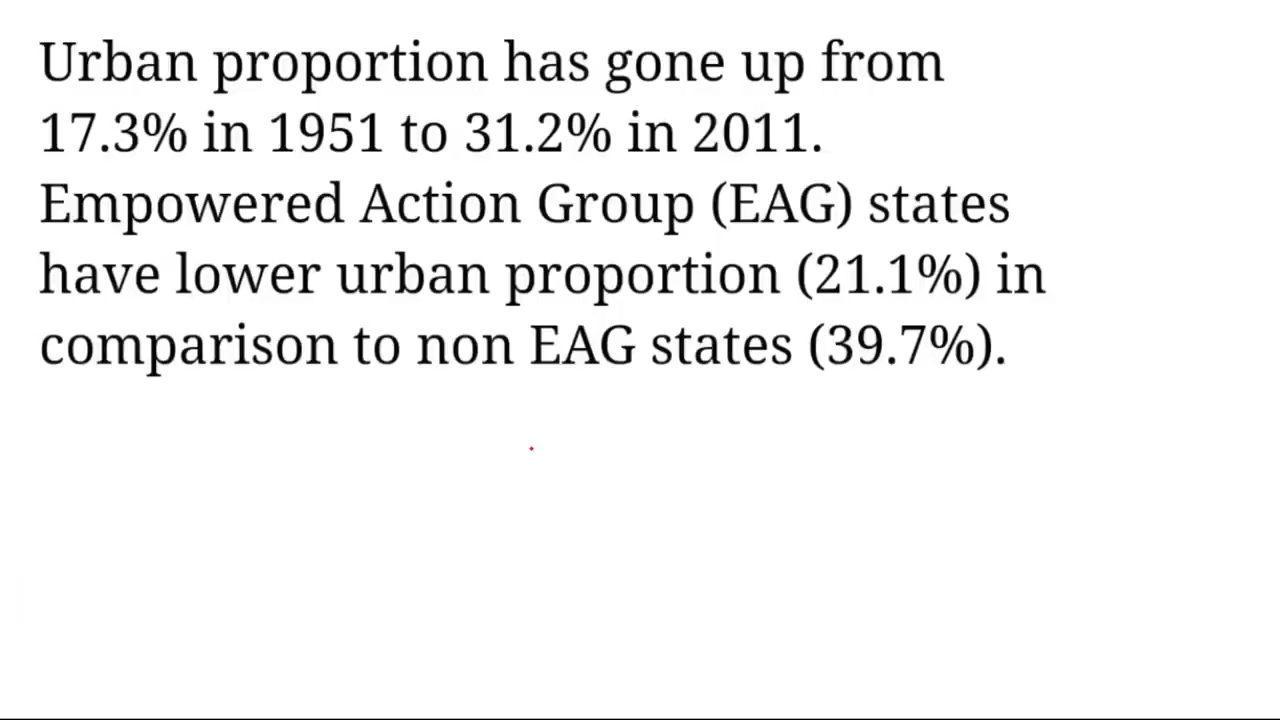 Urban proportion has gone up from
17.3% in 1951 to 31.2% in 2011.
Empowered Action Group (EAG) states
have lower urban proportion (21.1%) in
comparison to non EAG states (39.7%).